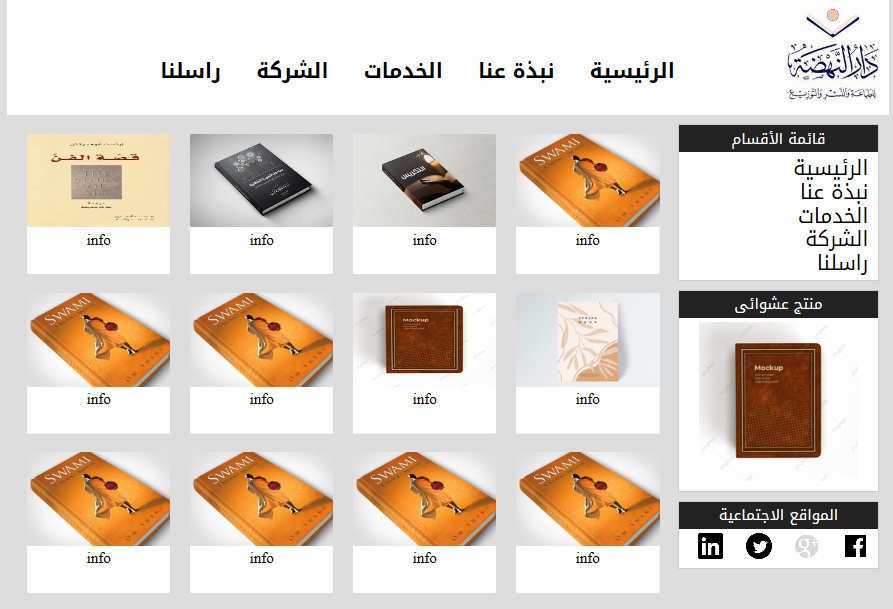 دار النهضة
للطباعة والنشر والتوزيع
الرئيسية نبذة عنا الخدمات الشركة راسلنا
قائمة الأقسام
الرئيسية
نبذة عنا
الخدمات
الشركة
راسلنا
منتج عشوائى
Mockup
المواقع الاجتماعية
in
g+
f
SWAMI
info
info
info
قصة الفن
info
info
Mockup
info
SWAMI
info
SWAMI
info
SWAMI
info
SWAMI
info
SWAMI
info
SWAMI
info